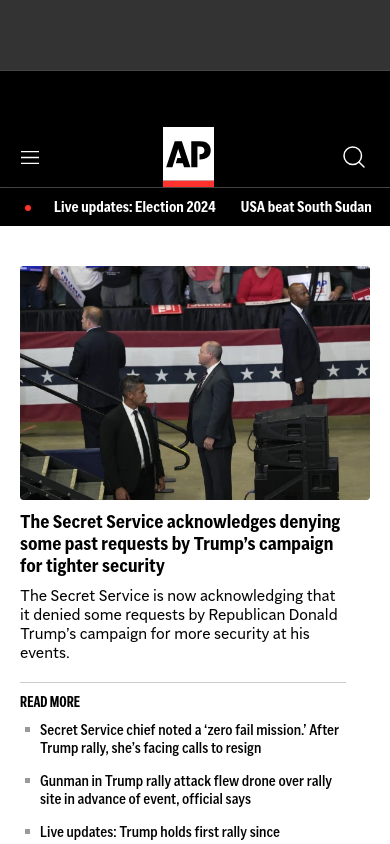 AP
Live updates: Election 2024 USA beat South Sudan
The Secret Service acknowledges denying
some past requests by Trump’s campaign
for tighter security
The Secret Service is now acknowledging that
it denied some requests by Republican Donald
Trump’s campaign for more security at his
events.
READ MORE
Secret Service chief noted a ‘zero fail mission.’ After
Trump rally, she’s facing calls to resign
Gunman in Trump rally attack flew drone over rally
site in advance of event, official says
Live updates: Trump holds first rally since